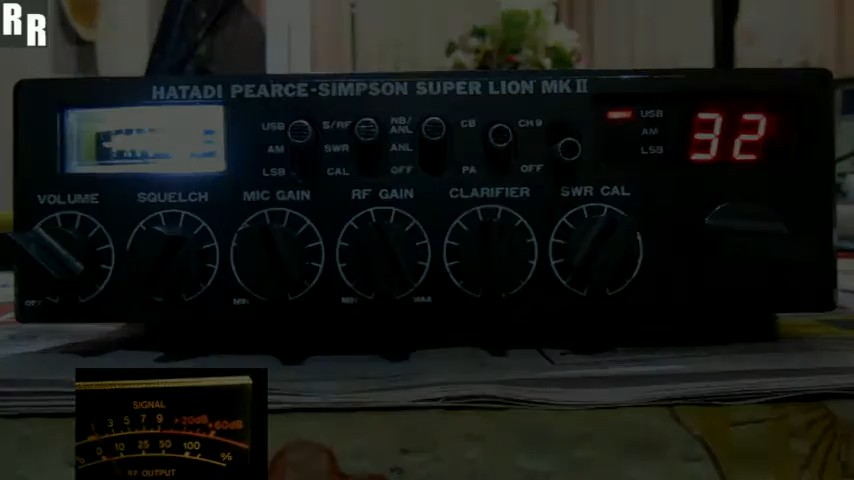 R
R
HATADI PEARCE-SIMPSON SUPER LION MK II
USB S/RF NB/ANL CB CH 9
AM SWR ANL
LSB CAL OFF PA OFF
USB
AM
LSB
32
VOLUME SQUELCH MIC GAIN RF GAIN CLARIFIER SWR CAL
OFF MIN MIN MAX
SIGNAL
1 3 5 7 9 +20dB +60dB
0 10 25 50 100 %
RF OUTPUT